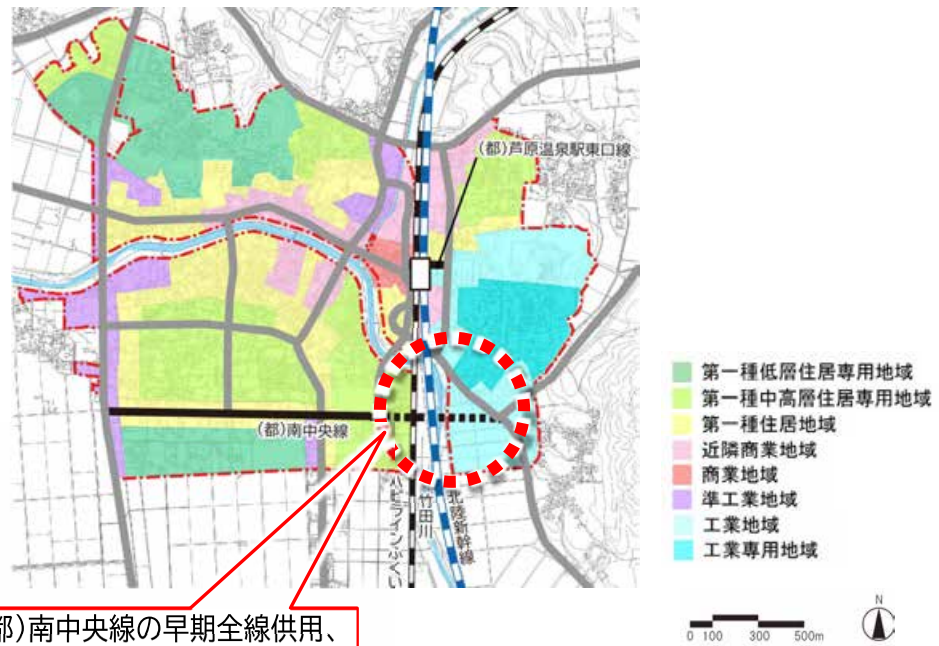 (都)芦原温泉駅東口線
(都)南中央線
ハピラインふくい
竹田川
北陸新幹線
第一種低層住居専用地域
第一種中高層住居専用地域
第一種住居地域
近隣商業地域
商業地域
準工業地域
工業地域
工業専用地域
N
0 100 300 500m
都)南中央線の早期全線供用、